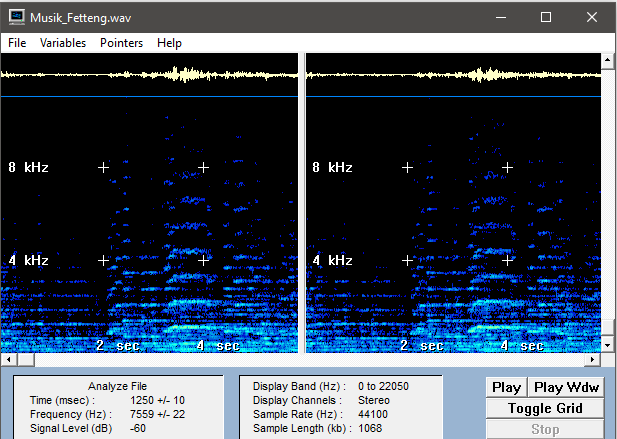 Musik_Fetteng.wav
File Variables Pointers Help
8 kHz 8 kHz
4 kHz 4 kHz
2 sec 4 sec 2 sec 4 sec
Analyze File
Time (msec) : 1250 +/- 10
Frequency (Hz) : 7559 +/- 22
Signal Level (dB) -60
Display Band (Hz) : 0 to 22050
Display Channels : Stereo
Sample Rate (Hz) : 44100
Sample Length (kb) : 1068
Play Play Wdw
Toggle Grid
Stop